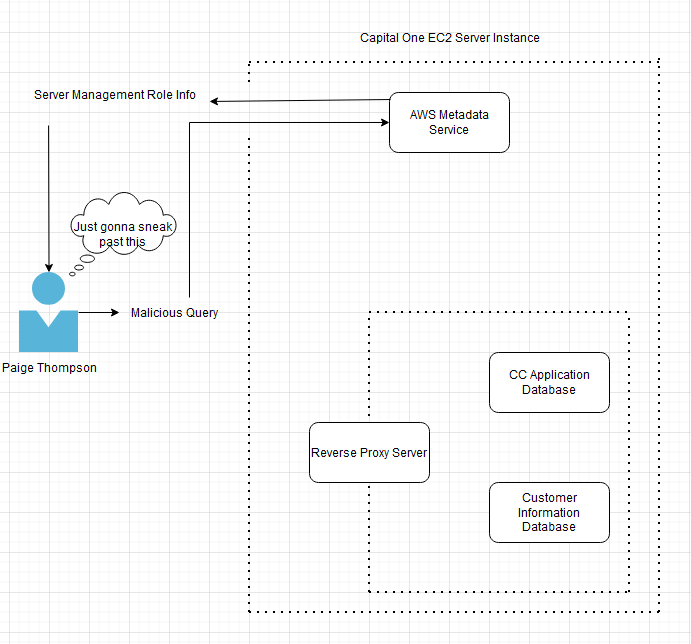 Capital One EC2 Server Instance
Server Management Role Info
AWS Metadata
Service
Just gonna sneak
past this
Malicious Query
Paige Thompson
CC Application
Database
Reverse Proxy Server
Customer
Information
Database